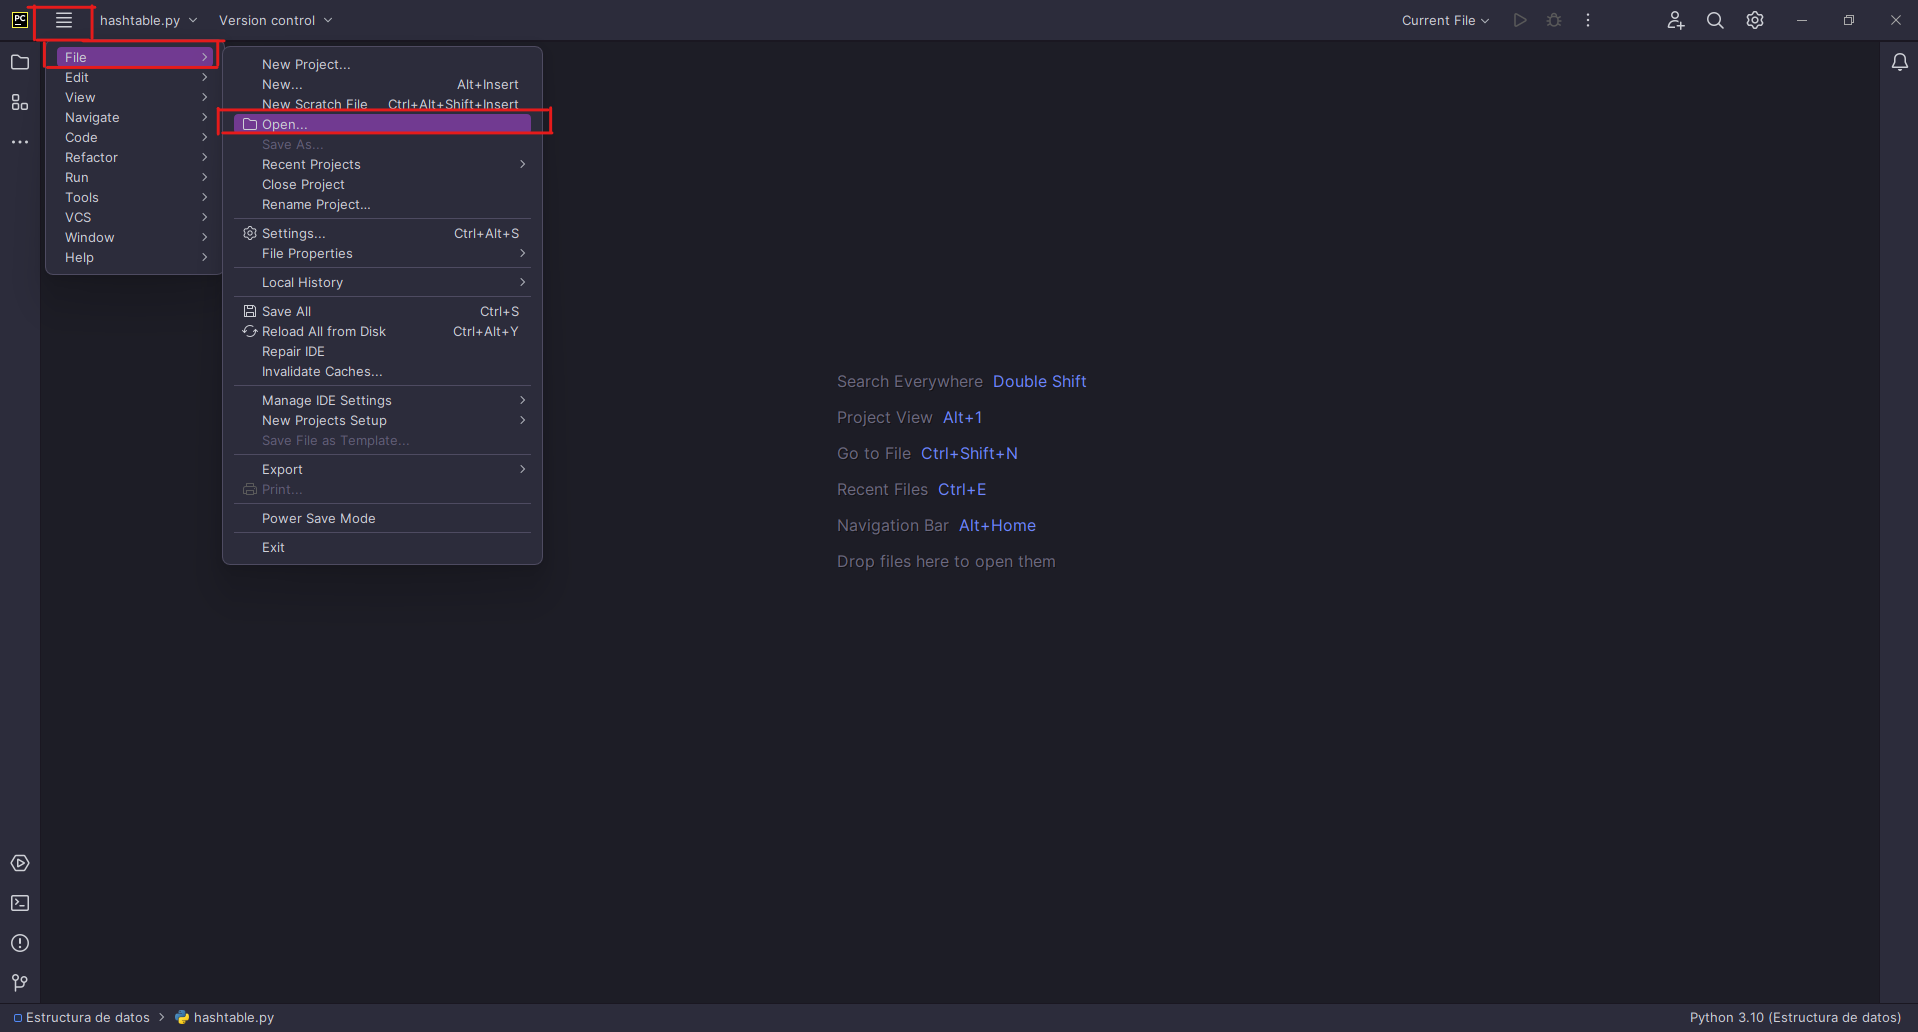 PC hashtable.py Version control Current File
File
Edit
View
Navigate
Code
Refactor
Run
Tools
VCS
Window
Help
New Project...
New... Alt+Insert
New Scratch File Ctrl+Alt+Shift+Insert
Open...
Save As...
Recent Projects
Close Project
Rename Project...
Settings... Ctrl+Alt+S
File Properties
Local History
Save All Ctrl+S
Reload All from Disk Ctrl+Alt+Y
Repair IDE
Invalidate Caches...
Manage IDE Settings
New Projects Setup
Save File as Template...
Export
Print...
Power Save Mode
Exit
Search Everywhere Double Shift
Project View Alt+1
Go to File Ctrl+Shift+N
Recent Files Ctrl+E
Navigation Bar Alt+Home
Drop files here to open them
Estructura de datos > hashtable.py Python 3.10 (Estructura de datos)